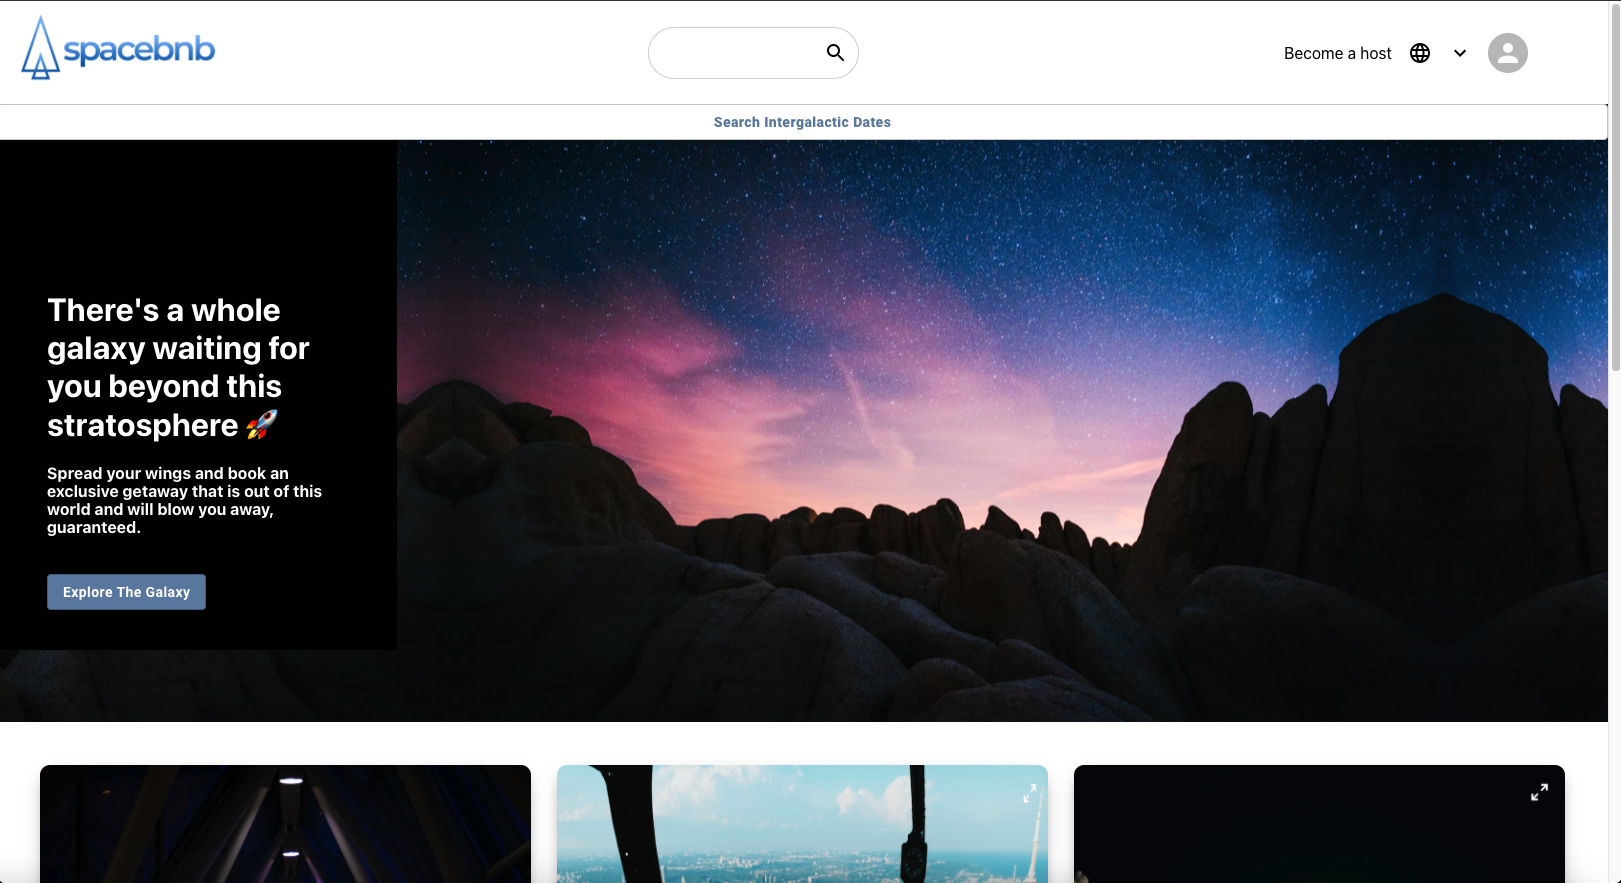 spacebnb
Become a host
Search Intergalactic Dates
There's a whole
galaxy waiting for
you beyond this
stratosphere 🚀
Spread your wings and book an
exclusive getaway that is out of this
world and will blow you away,
guaranteed.
Explore The Galaxy